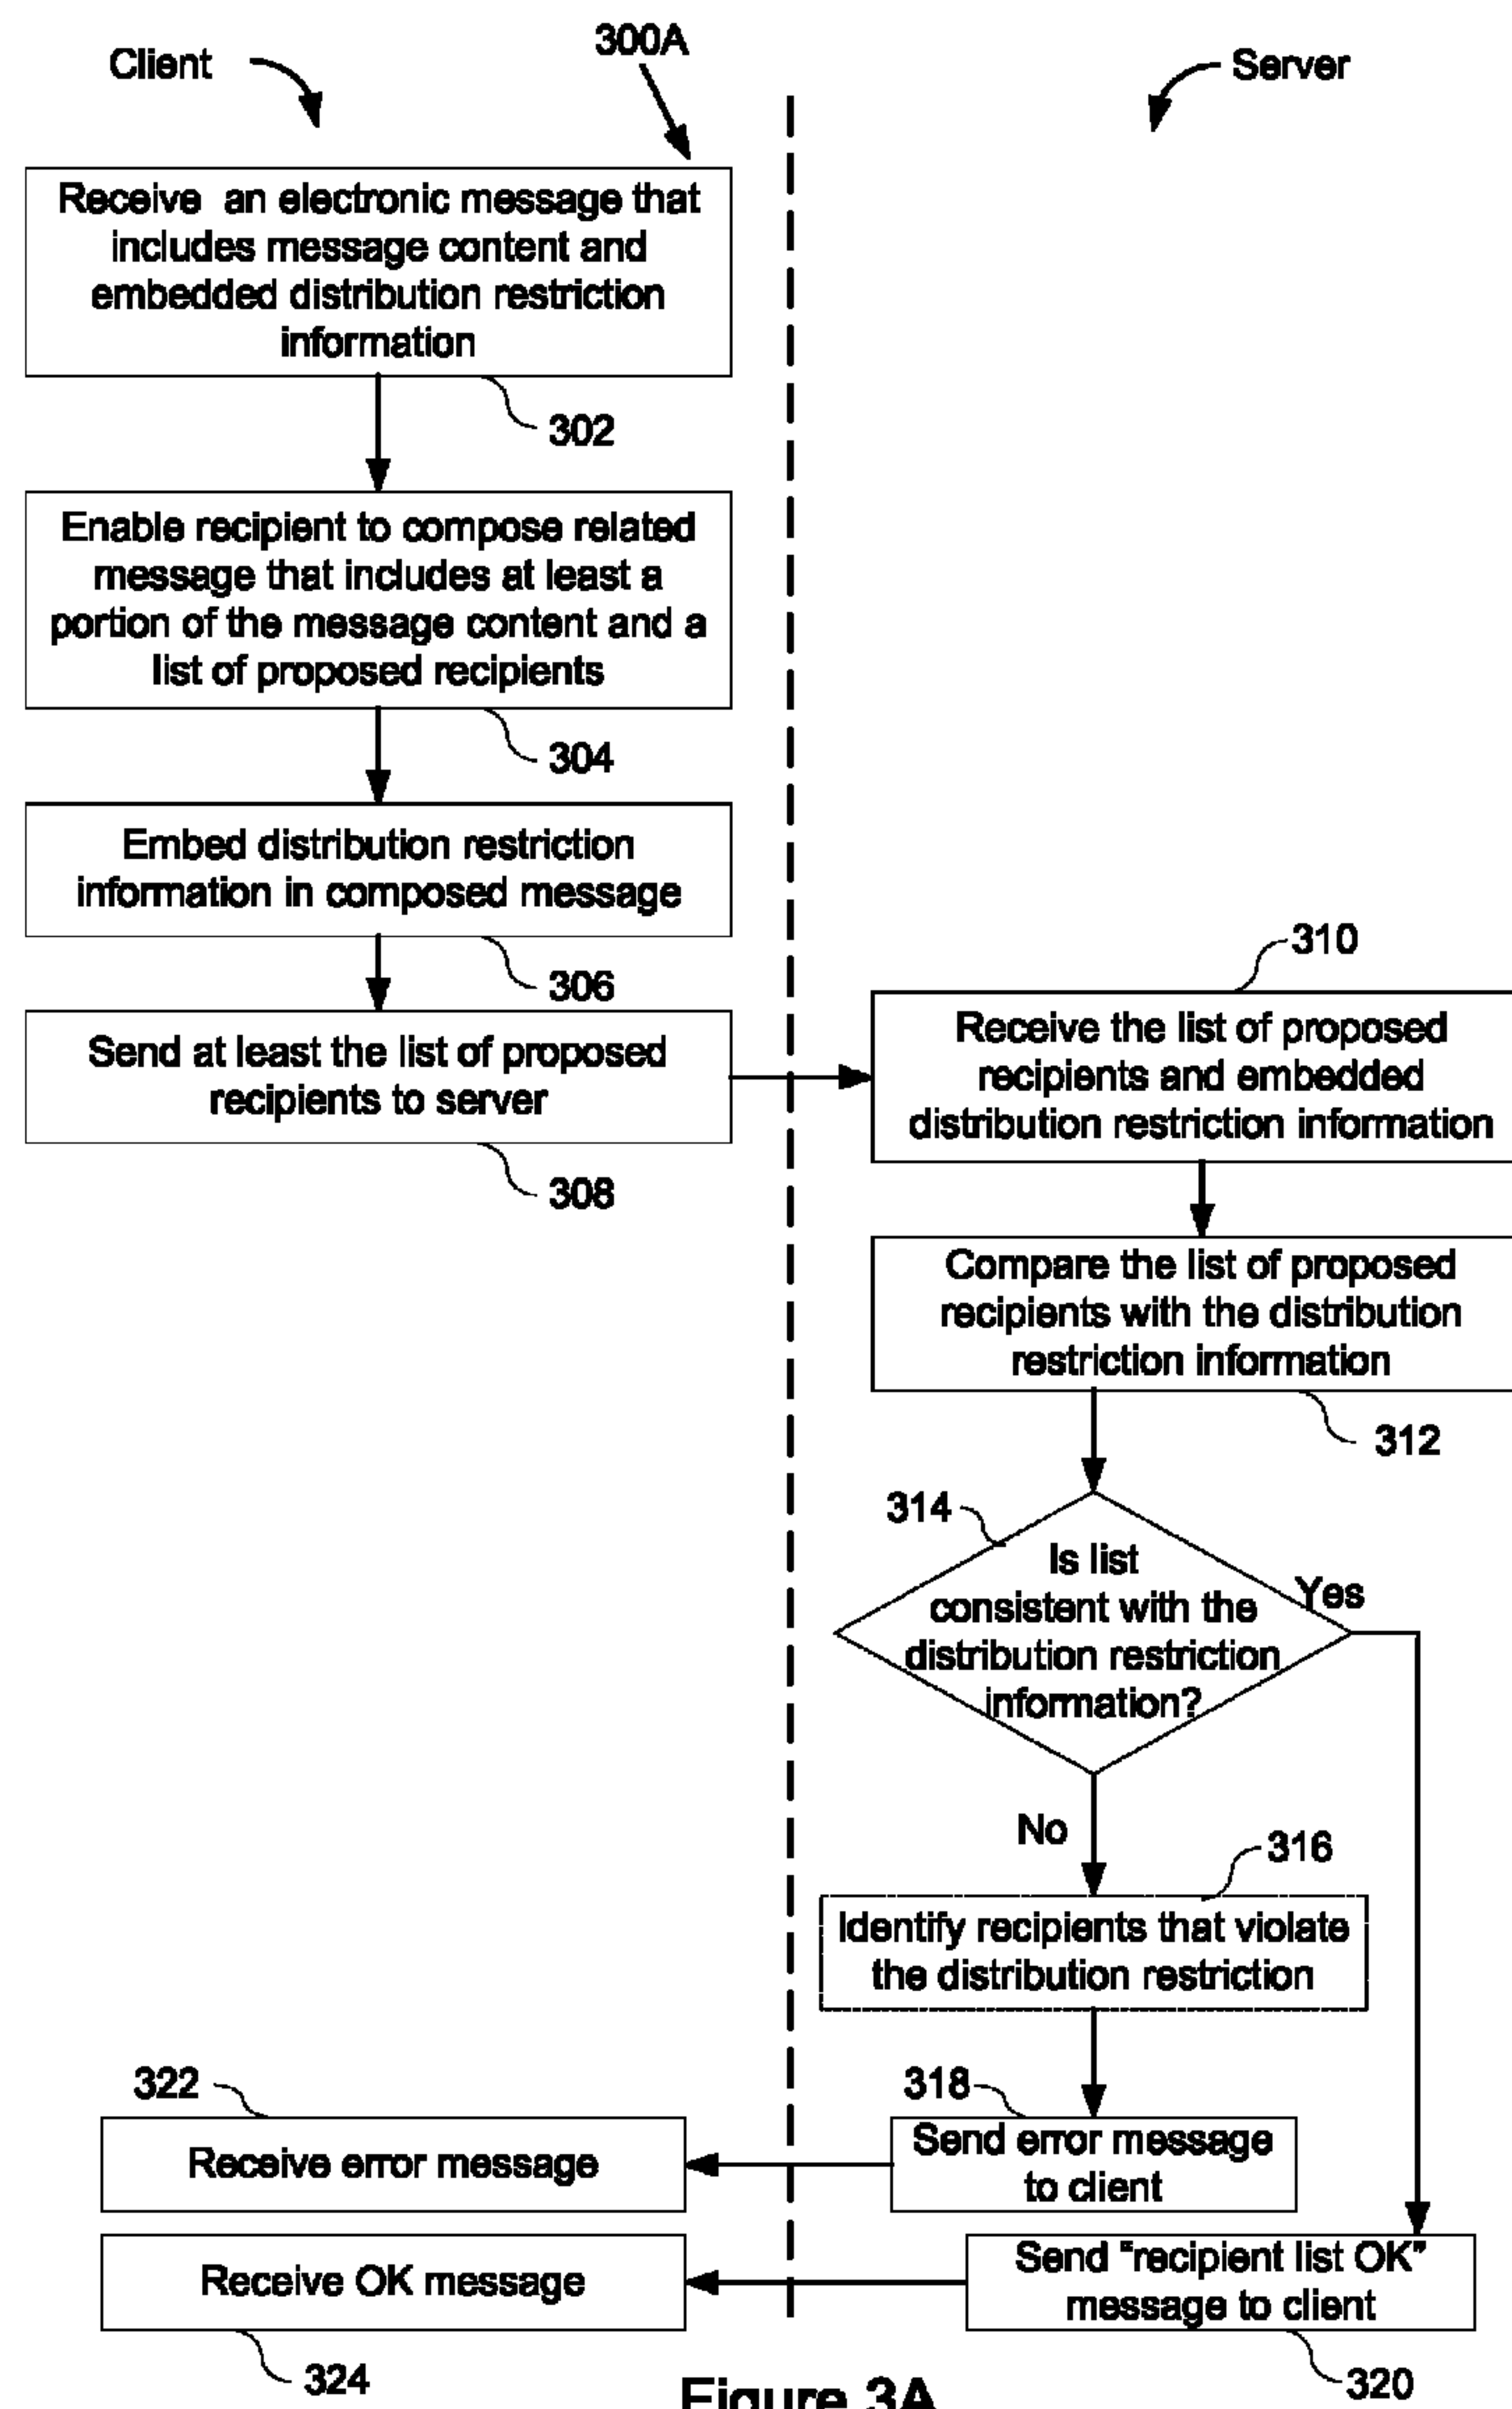 Client
300A
Server
Receive an electronic message that
includes message content and
embedded distribution restriction
information
302
Enable recipient to compose related
message that includes at least a
portion of the message content and a
list of proposed recipients
304
Embed distribution restriction
information in composed message
306
Send at least the list of proposed
recipients to server
308
310
Receive the list of proposed
recipients and embedded
distribution restriction information
Compare the list of proposed
recipients with the distribution
restriction information
312
314
Is list
consistent with the
distribution restriction
information?
Yes
No
316
Identify recipients that violate
the distribution restriction
322
318
Receive error message
Send error message
to client
Receive OK message
Send "recipient list OK"
message to client
324
320
Figure 3A